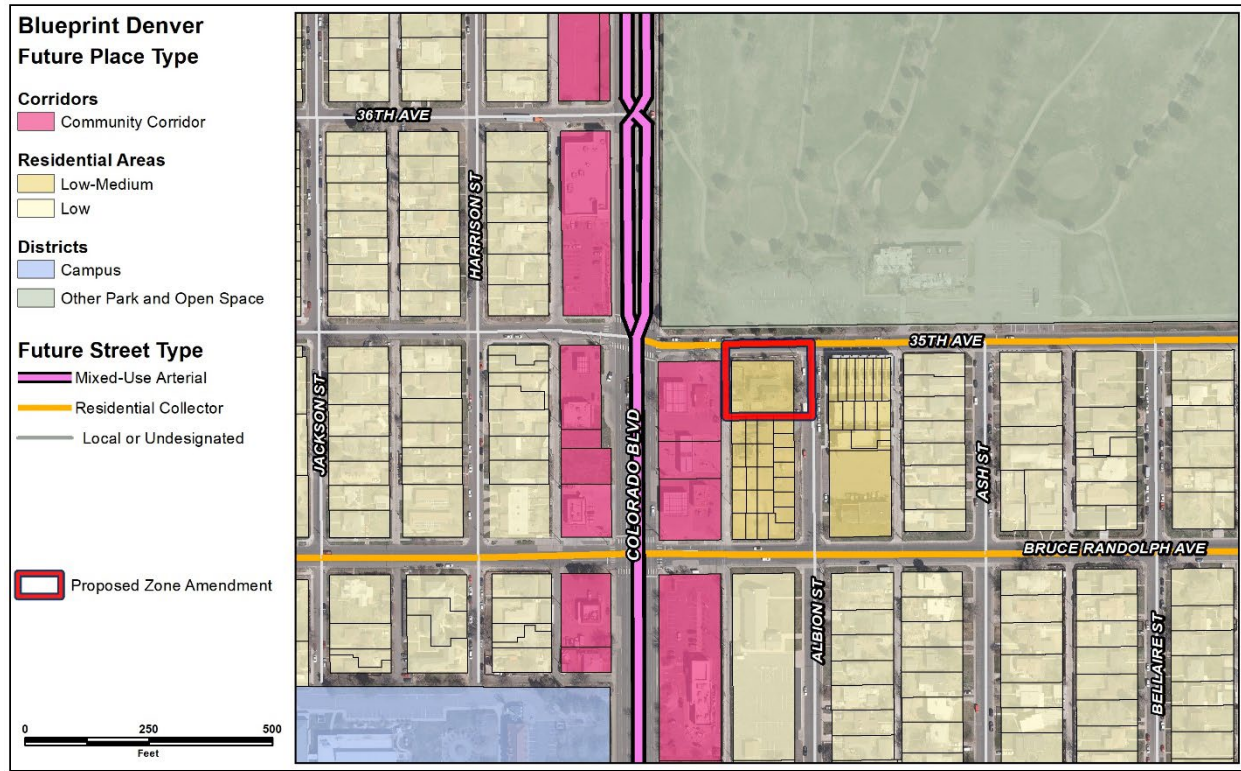 Blueprint Denver
Future Place Type
Corridors
Community Corridor
Residential Areas
Low-Medium
Low
Districts
Campus
Other Park and Open Space
Future Street Type
Mixed-Use Arterial
Residential Collector
Local or Undesignated
Proposed Zone Amendment
0 250 500
Feet
36TH AVE
HARRISON ST
JACKSON ST
COLORADO BLVD
35TH AVE
ASH ST
BRUCE RANDOLPH AVE
ALBION ST
BELLAIRE ST